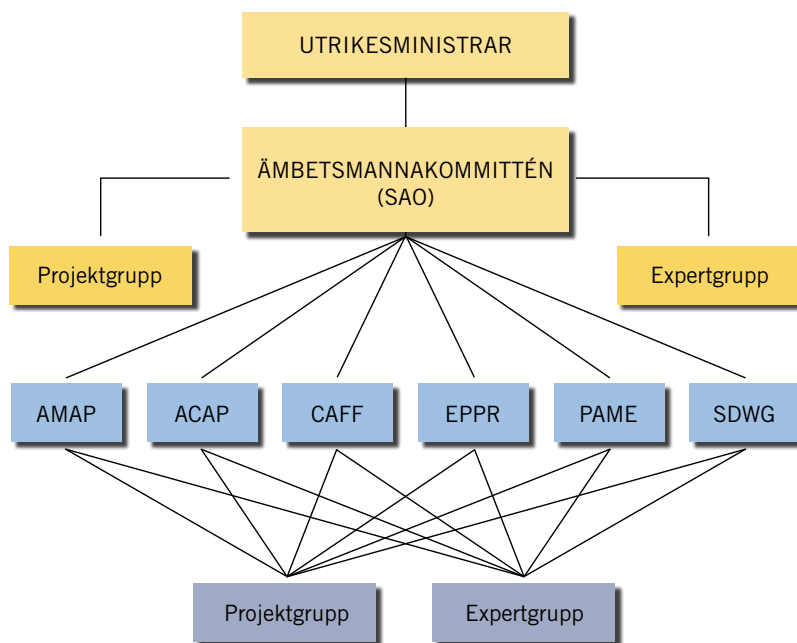 UTRIKESMINISTRAR
ÄMBETSMANNAKOMMITTÉN
(SAO)
Projektgrupp
Expertgrupp
AMAP
ACAP
CAFF
EPPR
PAME
SDWG
Projektgrupp
Expertgrupp